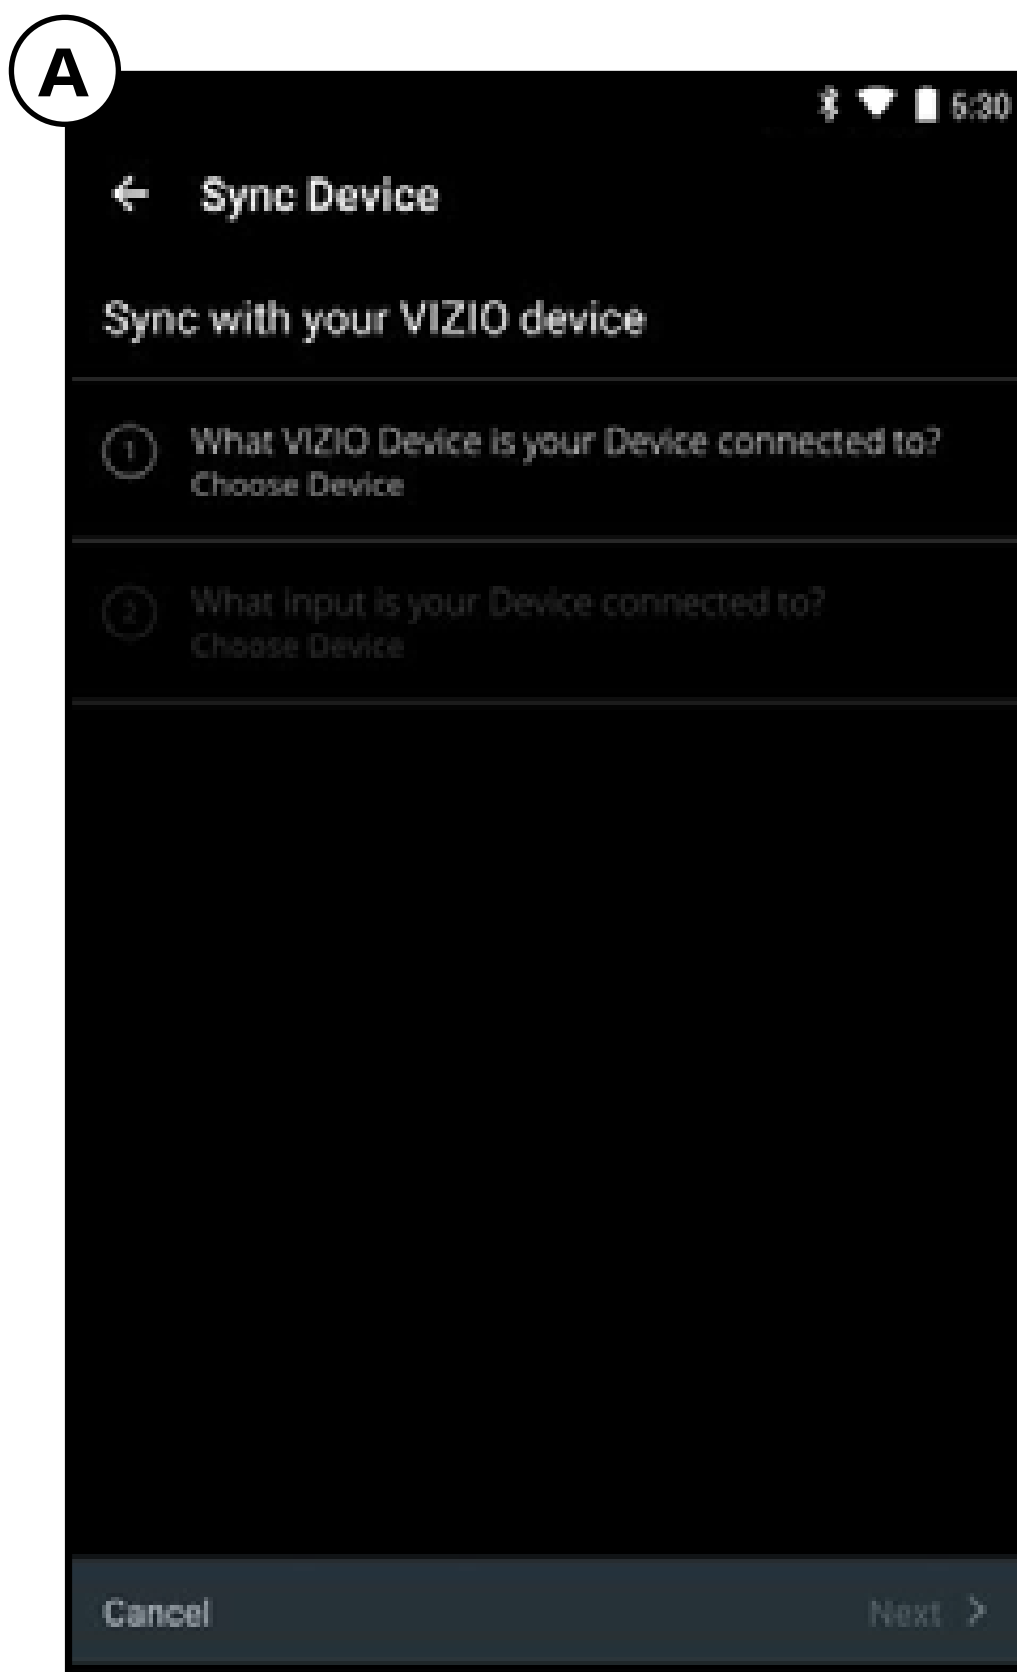 A
5:30
Sync Device
Sync with your VIZIO device
1
What VIZIO Device is your Device connected to?
Choose Device
2
What input is your Device connected to?
Choose Device
Cancel
Next